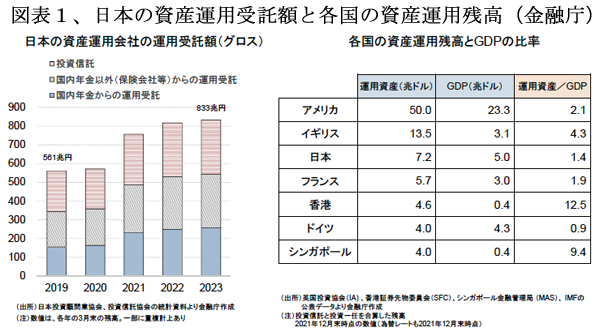 図表１、日本の資産運用受託額と各国の資産運用残高（金融庁）
日本の資産運用会社の運用受託額（グロス）
投資信託
国内年金以外（保険会社等）からの運用受託
国内年金からの運用受託
900
800
700
600
500
400
300
200
100
0
561兆円
833兆円
2019 2020 2021 2022 2023
（出所）日本投資顧問業協会、投資信託協会の統計資料より金融庁作成
（注）数値は、各年の3月末の残高。一部に重複計上あり
各国の資産運用残高とGDPの比率
運用資産（兆ドル） GDP（兆ドル） 運用資産／GDP
アメリカ 50.0 23.3 2.1
イギリス 13.5 3.1 4.3
日本 7.2 5.0 1.4
フランス 5.7 3.0 1.9
香港 4.6 0.4 12.5
ドイツ 4.0 4.3 0.9
シンガポール 4.0 0.4 9.4
（出所）英国投資協会（IA）、香港証券先物委員会（SFC）、シンガポール金融管理局（MAS）、IMFの
公表データより金融庁作成
（注）投資信託と投資一任を合算した残高
2021年12月末時点の数値（為替レートも2021年12月末）